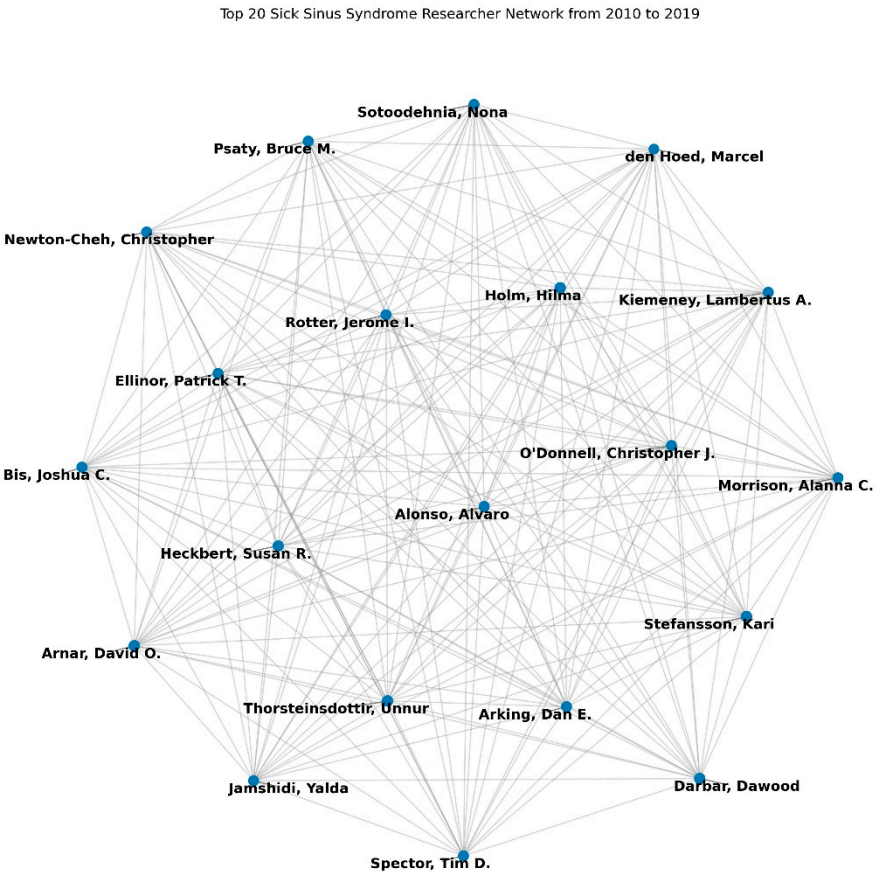 Top 20 Sick Sinus Syndrome Researcher Network from 2010 to 2019
Sotoodehnia, Nona
Psaty, Bruce M.
den Hoed, Marcel
Newton-Cheh, Christopher
Holm, Hilma
Kiemeney, Lambertus A.
Rotter, Jerome I.
Ellinor, Patrick T.
O'Donnell, Christopher J.
Bis, Joshua C.
Morrison, Alanna C.
Alonso, Alvaro
Heckbert, Susan R.
Stefansson, Kari
Arnar, David O.
Thorsteinsdottir, Unnur
Arking, Dan E.
Jamshidi, Yalda
Darbar, Dawood
Spector, Tim D.